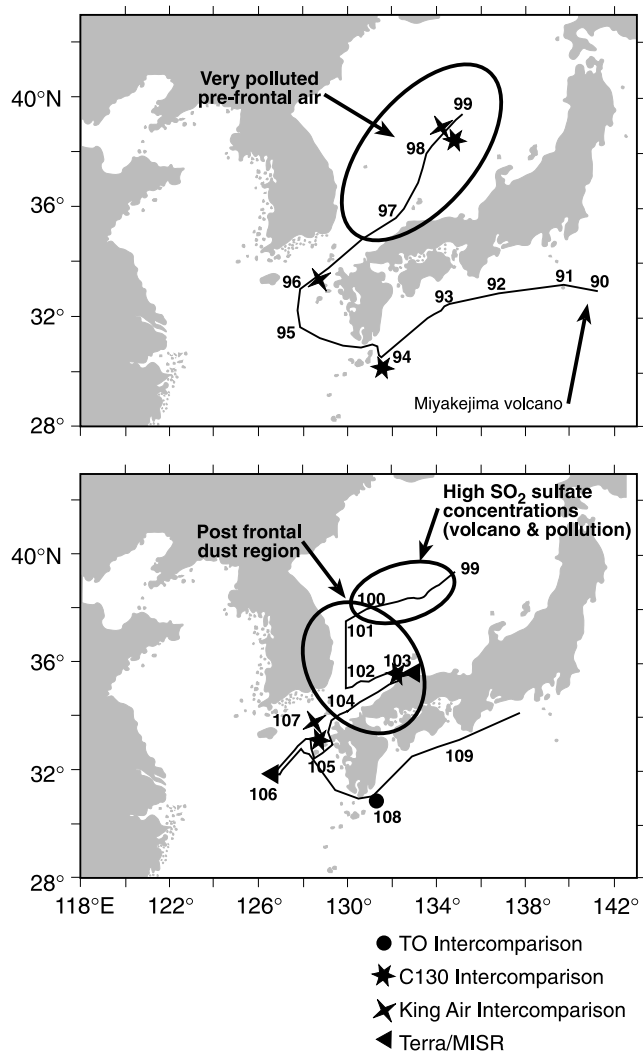 Very polluted
pre-frontal air
40°N
36°
32°
28°
99
98
97
96
95
94
93
92
91
90
Miyakejima volcano
High SO₂ sulfate
concentrations
(volcano & pollution)
Post frontal
dust region
40°N
36°
32°
28°
99
100
101
102
103
104
107
105
106
108
109
118°E
122°
126°
130°
134°
138°
142°
TO Intercomparison
C130 Intercomparison
King Air Intercomparison
Terra/MISR